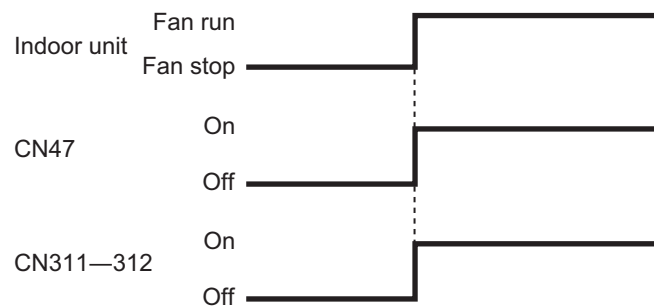 Fan run
Indoor unit
Fan stop
On
CN47
Off
On
CN311—312
Off